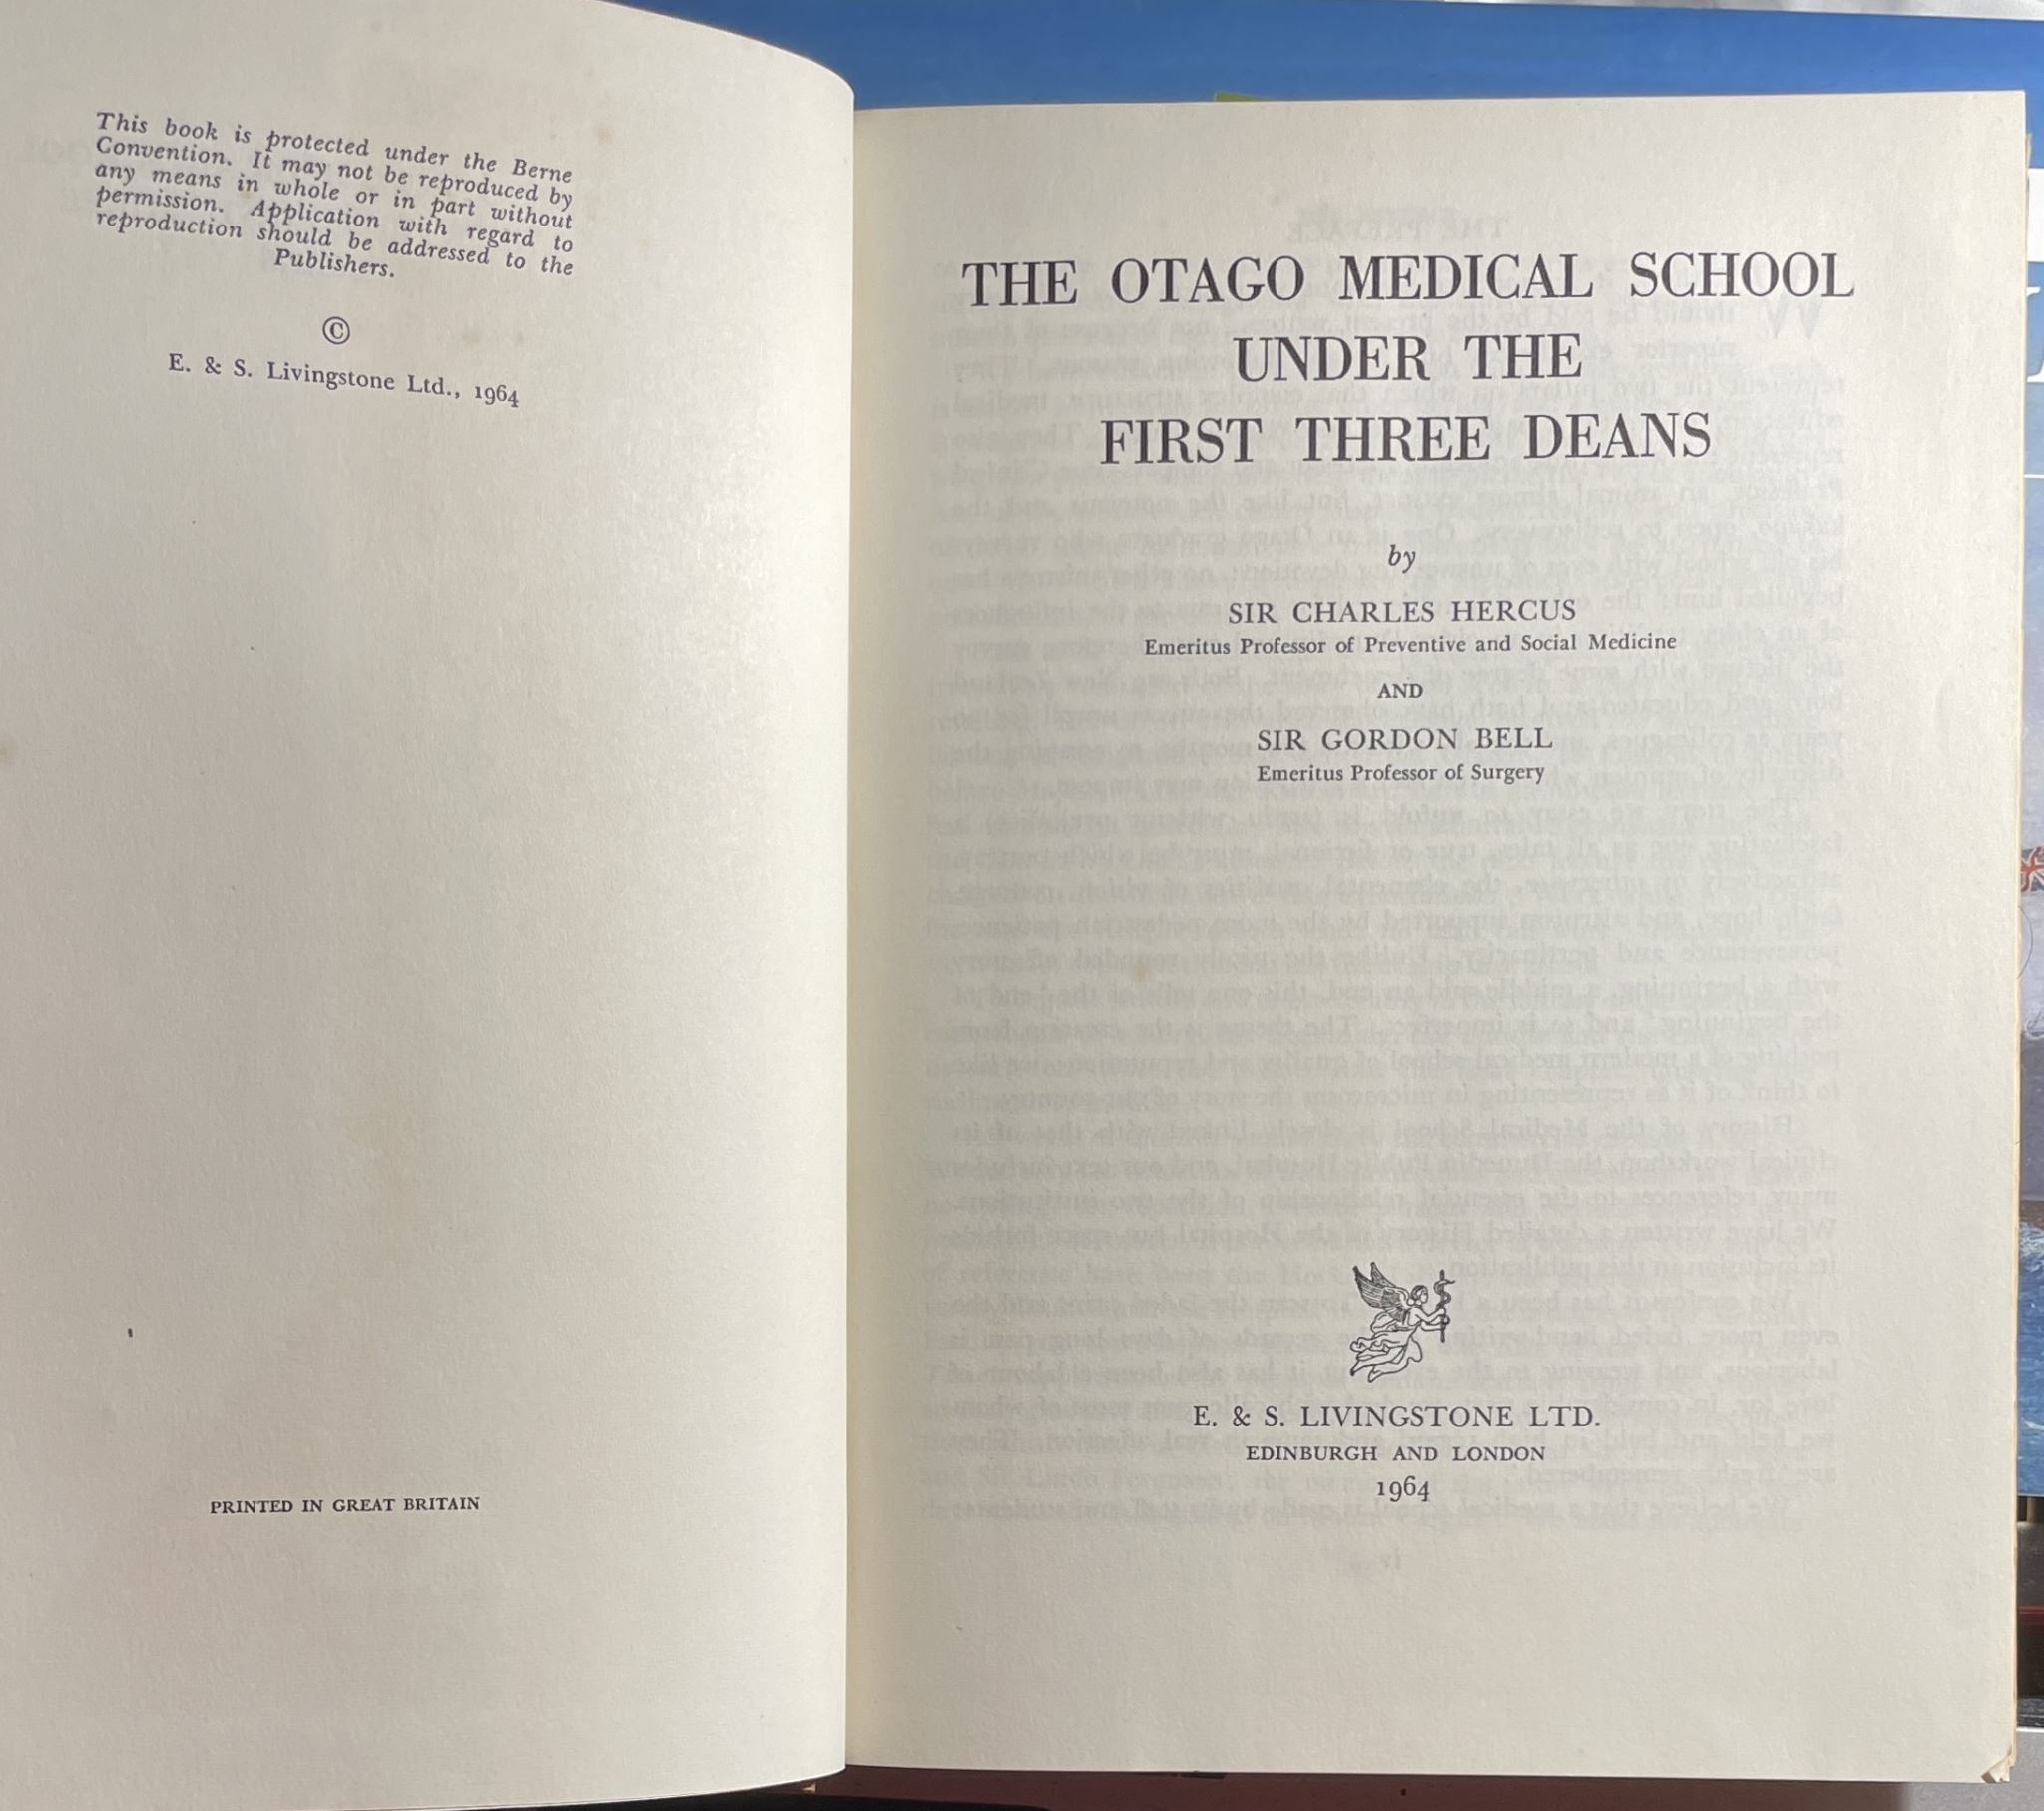 This book is protected under the Berne
Convention. It may not be reproduced by
any means in whole or in part without
permission. Application with regard to
reproduction should be addressed to the
Publishers.
©
E. & S. Livingstone Ltd., 1964
PRINTED IN GREAT BRITAIN
THE OTAGO MEDICAL SCHOOL
UNDER THE
FIRST THREE DEANS
by
SIR CHARLES HERCUS
Emeritus Professor of Preventive and Social Medicine
AND
SIR GORDON BELL
Emeritus Professor of Surgery
E. & S. LIVINGSTONE LTD.
EDINBURGH AND LONDON
1964